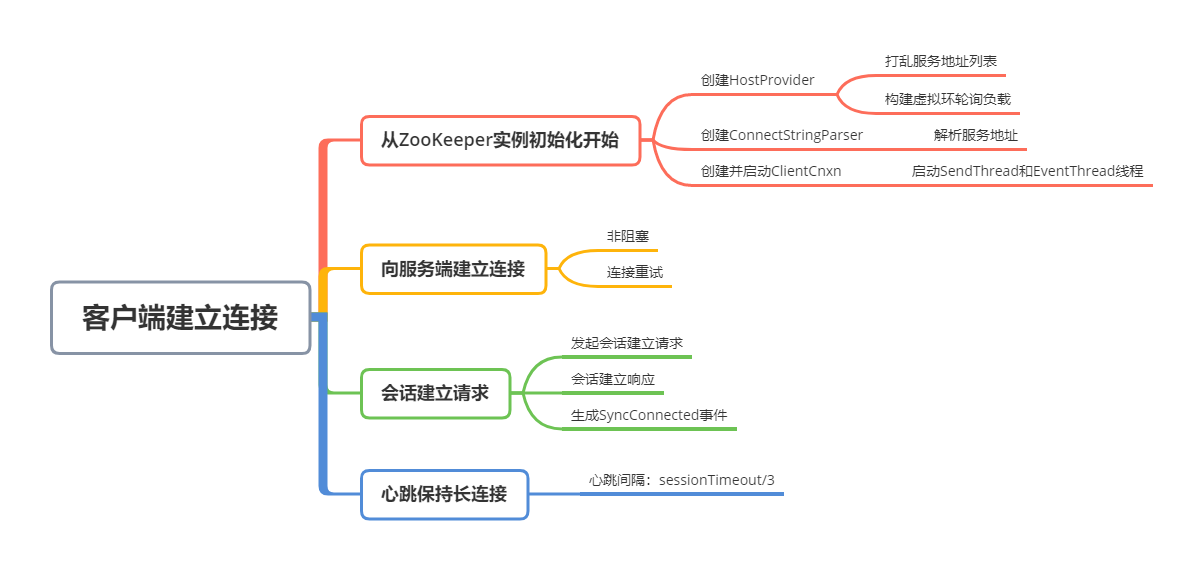 客户端建立连接
从ZooKeeper实例初始化开始
创建HostProvider
打乱服务地址列表
构建虚拟环轮询负载
创建ConnectStringParser
解析服务地址
创建并启动ClientCnxn
启动SendThread和EventThread线程
向服务端建立连接
非阻塞
连接重试
会话建立请求
发起会话建立请求
会话建立响应
生成SyncConnected事件
心跳保持长连接
心跳间隔：sessionTimeout/3